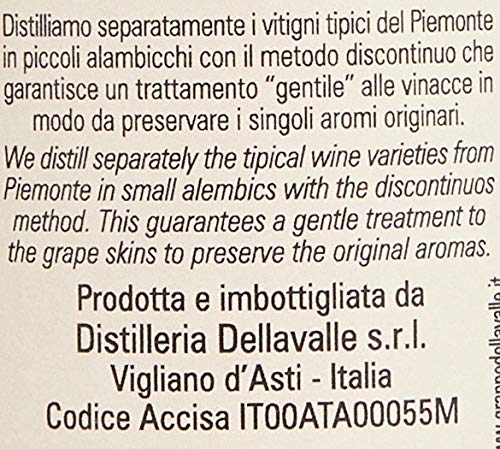 Distilliamo separatamente i vitigni tipici del Piemonte
in piccoli alambicchi con il metodo discontinuo che
garantisce un trattamento "gentile" alle vinacce in
modo da preservare i singoli aromi originari.
We distill separately the tipical wine varieties from
Piemonte in small alembics with the discontinuos
method. This guarantees a gentle treatment to
the grape skins to preserve the original aromas.
Prodotta e imbottigliata da
Distilleria Dellavalle s.r.l.
Vigliano d'Asti - Italia
Codice Accisa IT00ATA00055M